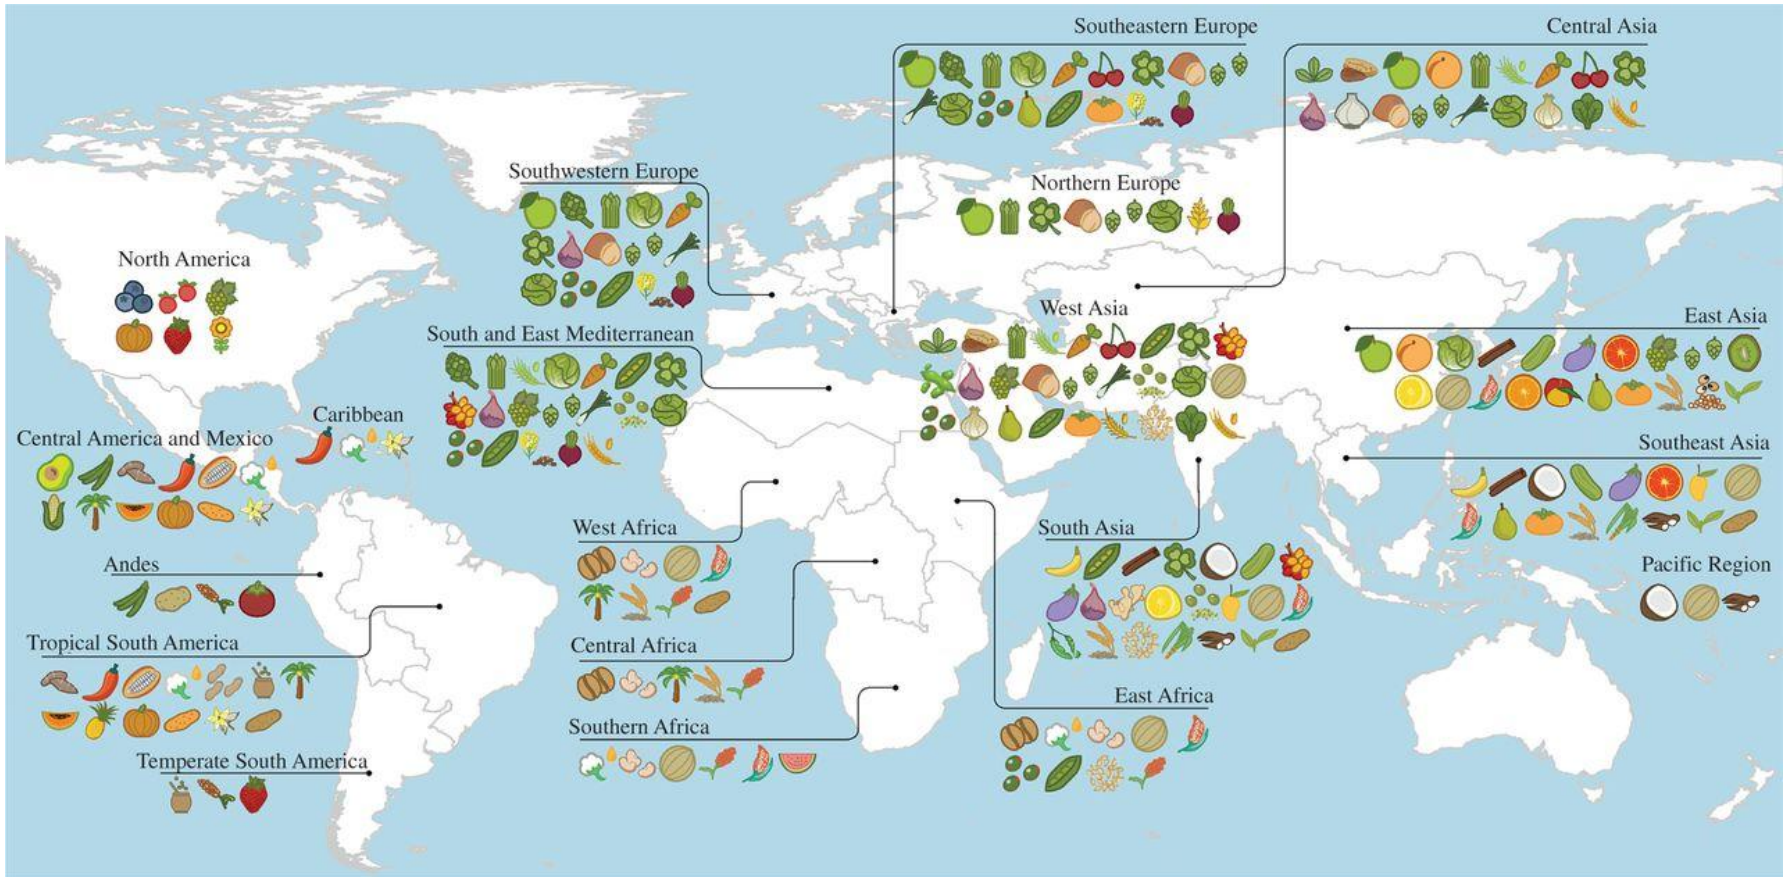 Southeastern Europe
Central Asia
Southwestern Europe
Northern Europe
North America
West Asia
East Asia
South and East Mediterranean
Caribbean
Central America and Mexico
Southeast Asia
West Africa
South Asia
Andes
Pacific Region
Tropical South America
Central Africa
East Africa
Southern Africa
Temperate South America